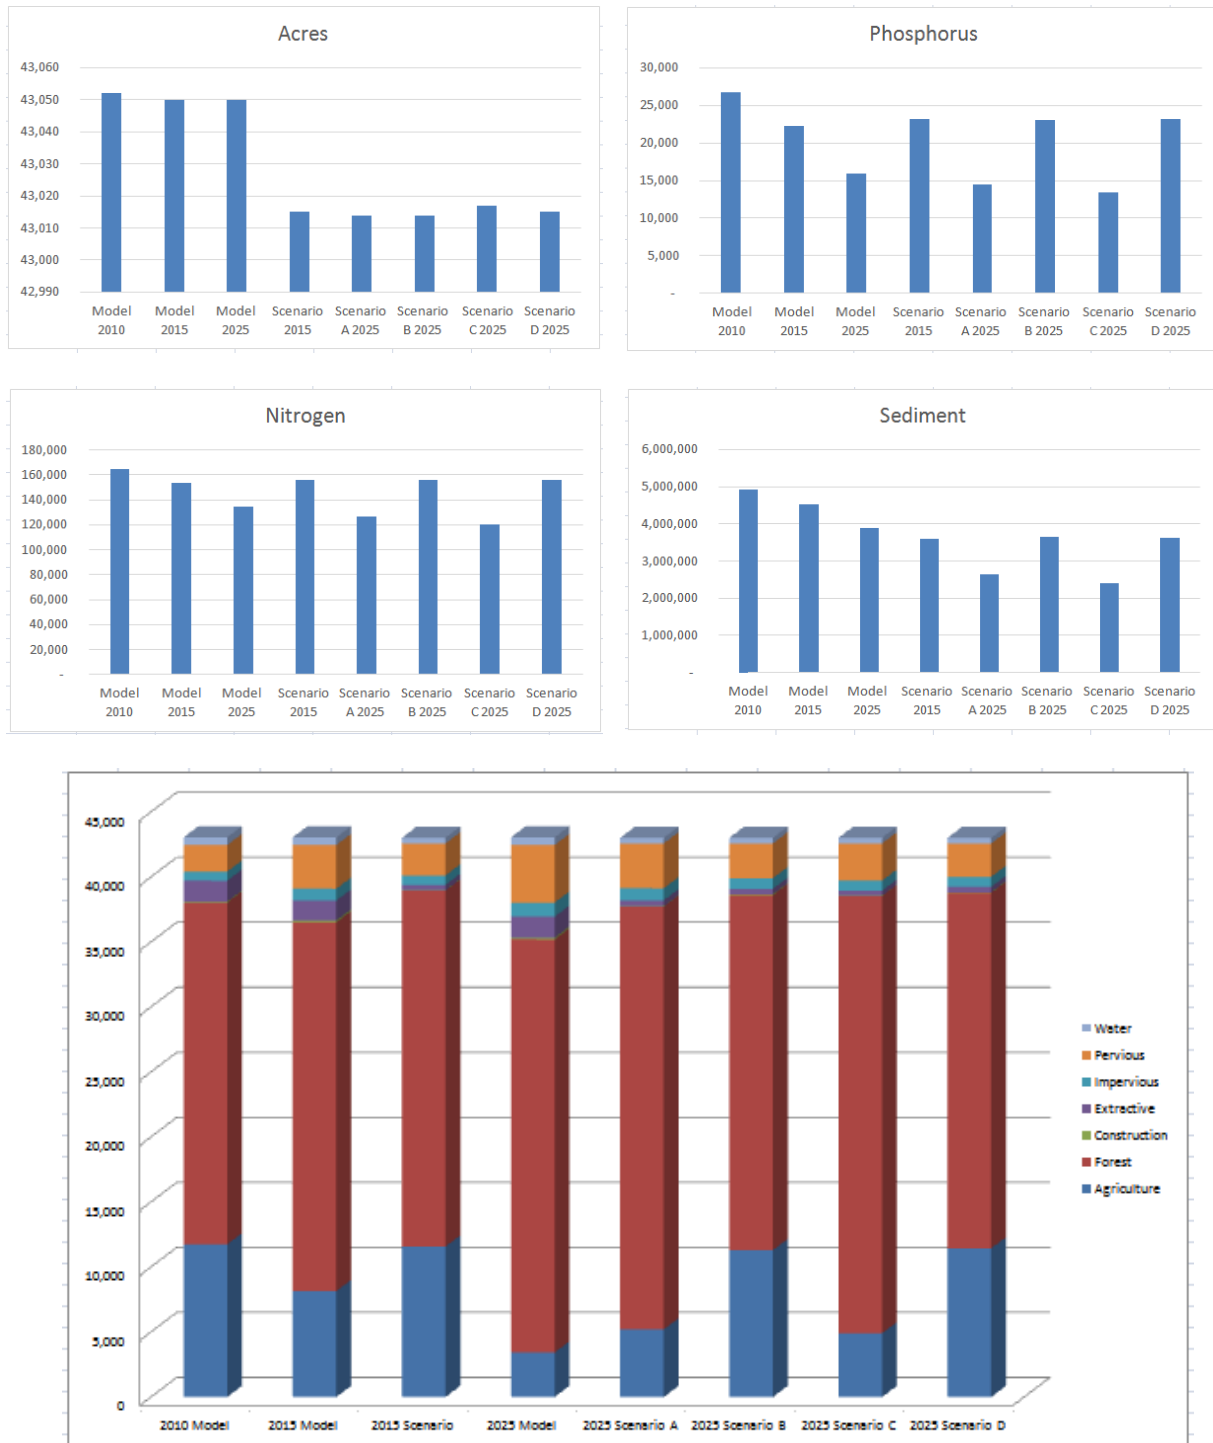 Acres
43,060
43,050
43,040
43,030
43,020
43,010
43,000
42,990
Model Model Model Scenario Scenario Scenario Scenario Scenario
2010 2015 2025 2015 A 2025 B 2025 C 2025 D 2025
Phosphorus
30,000
25,000
20,000
15,000
10,000
5,000
-
Model Model Model Scenario Scenario Scenario Scenario Scenario
2010 2015 2025 2015 A 2025 B 2025 C 2025 D 2025
Nitrogen
180,000
160,000
140,000
120,000
100,000
80,000
60,000
40,000
20,000
-
Model Model Model Scenario Scenario Scenario Scenario Scenario
2010 2015 2025 2015 A 2025 B 2025 C 2025 D 2025
Sediment
6,000,000
5,000,000
4,000,000
3,000,000
2,000,000
1,000,000
-
Model Model Model Scenario Scenario Scenario Scenario Scenario
2010 2015 2025 2015 A 2025 B 2025 C 2025 D 2025
45,000
40,000
35,000
30,000
25,000
20,000
15,000
10,000
5,000
0
2010 Model 2015 Model 2015 Scenario 2025 Model 2025 Scenario A 2025 Scenario B 2025 Scenario C 2025 Scenario D
Water
Pervious
Impervious
Extractive
Construction
Forest
Agriculture